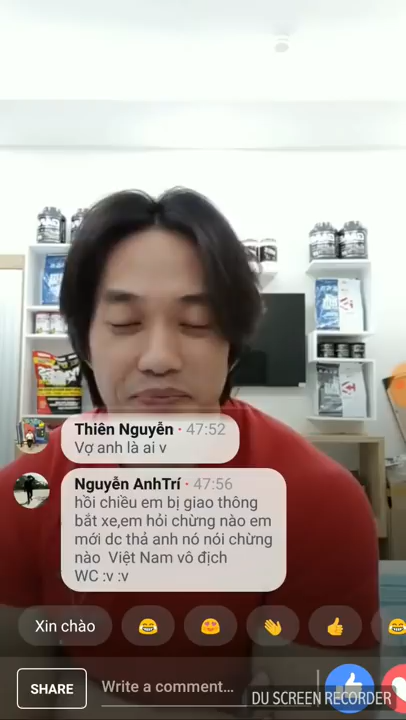 Thiên Nguyễn · 47:52
Vợ anh là ai v
Nguyễn AnhTrí · 47:56
hồi chiều em bị giao thông
bắt xe,em hỏi chừng nào em
mới dc thả anh nó nói chừng
nào Việt Nam vô địch
WC :v :v
Xin chào
SHARE
Write a comment...
DU SCREEN RECORDER